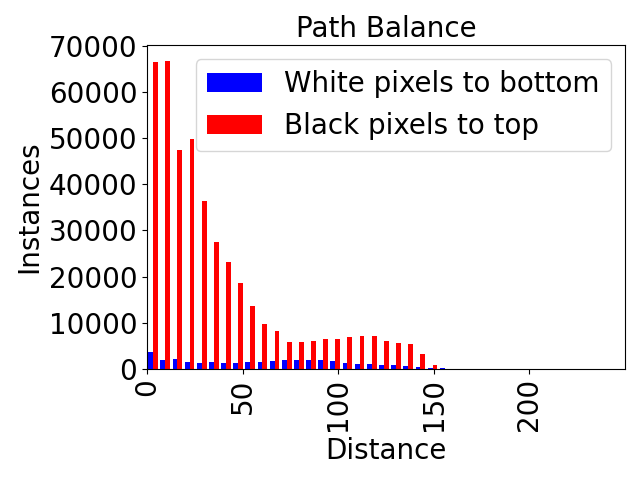 Path Balance
White pixels to bottom
Black pixels to top
Instances
70000
60000
50000
40000
30000
20000
10000
0
0
50
100
150
200
Distance